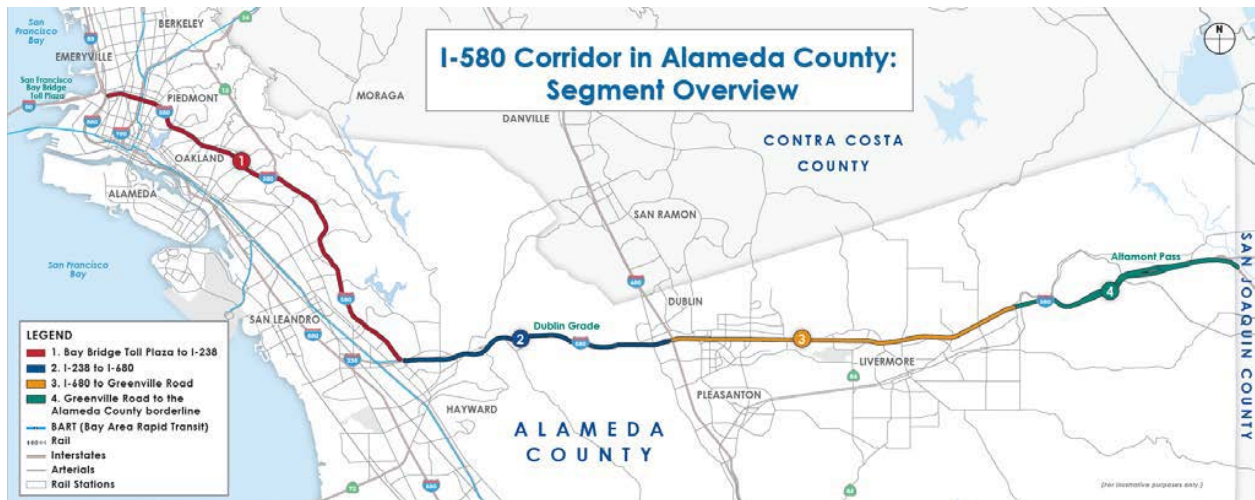 I-580 Corridor in Alameda County:
Segment Overview
N
San
Francisco
Bay
BERKELEY
EMERYVILLE
San Francisco
Bay Bridge
Toll Plaza
PIEDMONT
MORAGA
DANVILLE
CONTRA COSTA
COUNTY
OAKLAND
1
ALAMEDA
SAN RAMON
San Francisco
Bay
Altamont Pass
4
SAN JOAQUIN COUNTY
DUBLIN
SAN LEANDRO
Dublin Grade
2
3
LIVERMORE
PLEASANTON
HAYWARD
ALAMEDA
COUNTY
LEGEND
1. Bay Bridge Toll Plaza to I-238
2. I-238 to I-680
3. I-680 to Greenville Road
4. Greenville Road to the
Alameda County borderline
BART (Bay Area Rapid Transit)
Rail
Interstates
Arterials
Rail Stations
(For illustrative purposes only.)